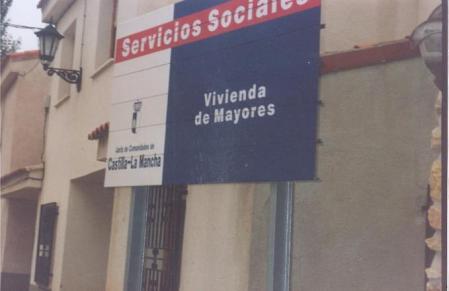 Servicios Sociales
Vivienda
de Mayores
Junta de Comunidades de
Castilla-La Mancha